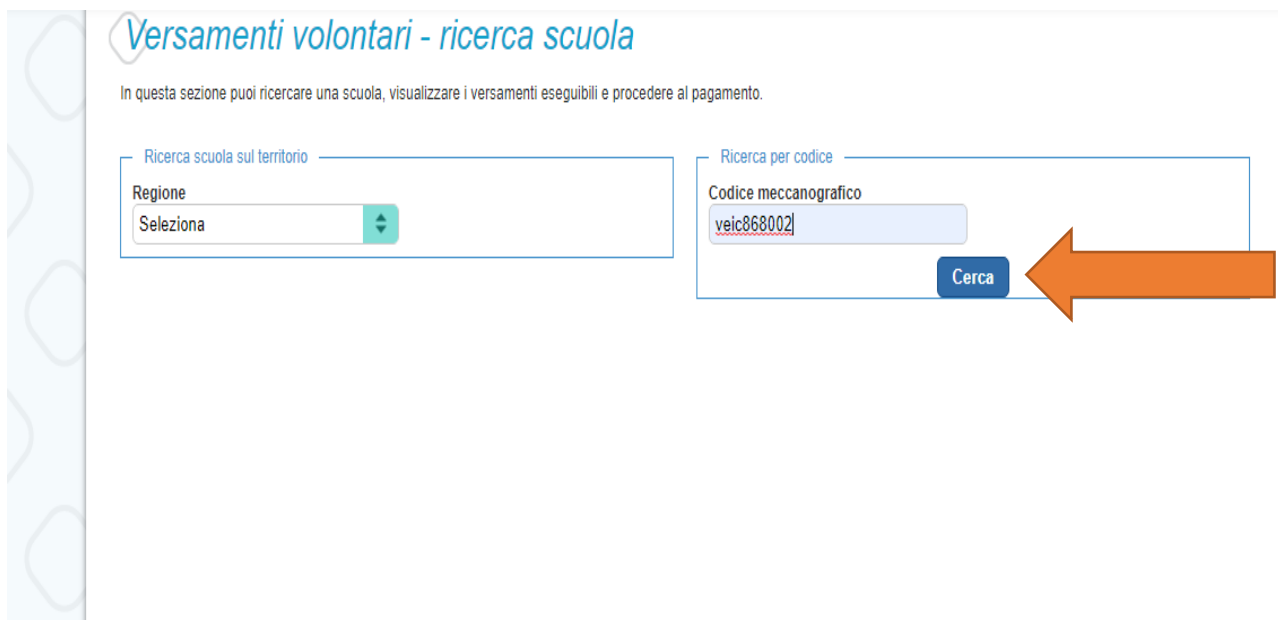 Versamenti volontari - ricerca scuola
In questa sezione puoi ricercare una scuola, visualizzare i versamenti eseguibili e procedere al pagamento.
Ricerca scuola sul territorio
Regione
Seleziona
Ricerca per codice
Codice meccanografico
veic868002
Cerca